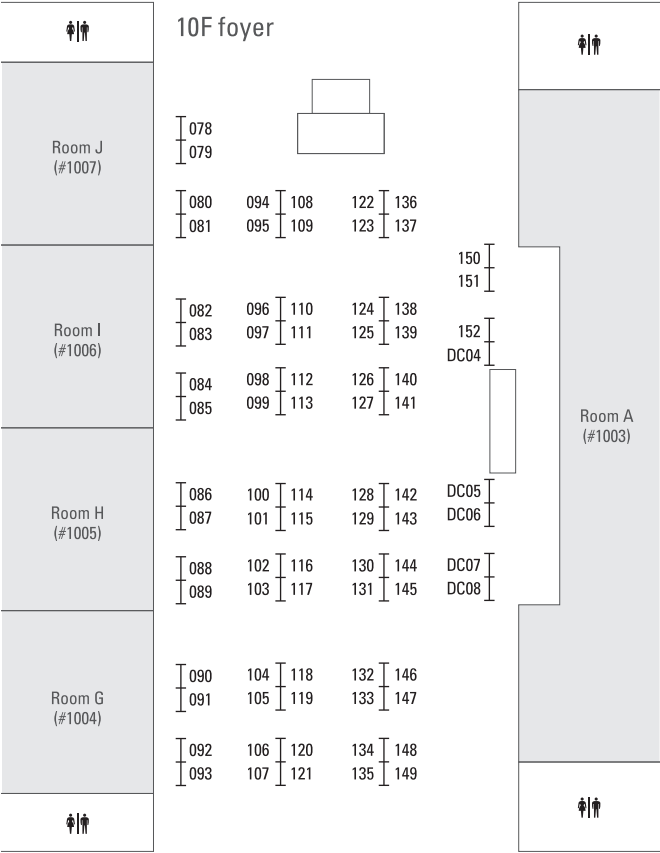 10F foyer
Room J
(#1007)
078
079
080 094 108 122 136
081 095 109 123 137
150
151
Room I
(#1006)
082 096 110 124 138
083 097 111 125 139
152
DC04
084 098 112 126 140
085 099 113 127 141
Room A
(#1003)
Room H
(#1005)
086 100 114 128 142 DC05
087 101 115 129 143 DC06
088 102 116 130 144 DC07
089 103 117 131 145 DC08
Room G
(#1004)
090 104 118 132 146
091 105 119 133 147
092 106 120 134 148
093 107 121 135 149